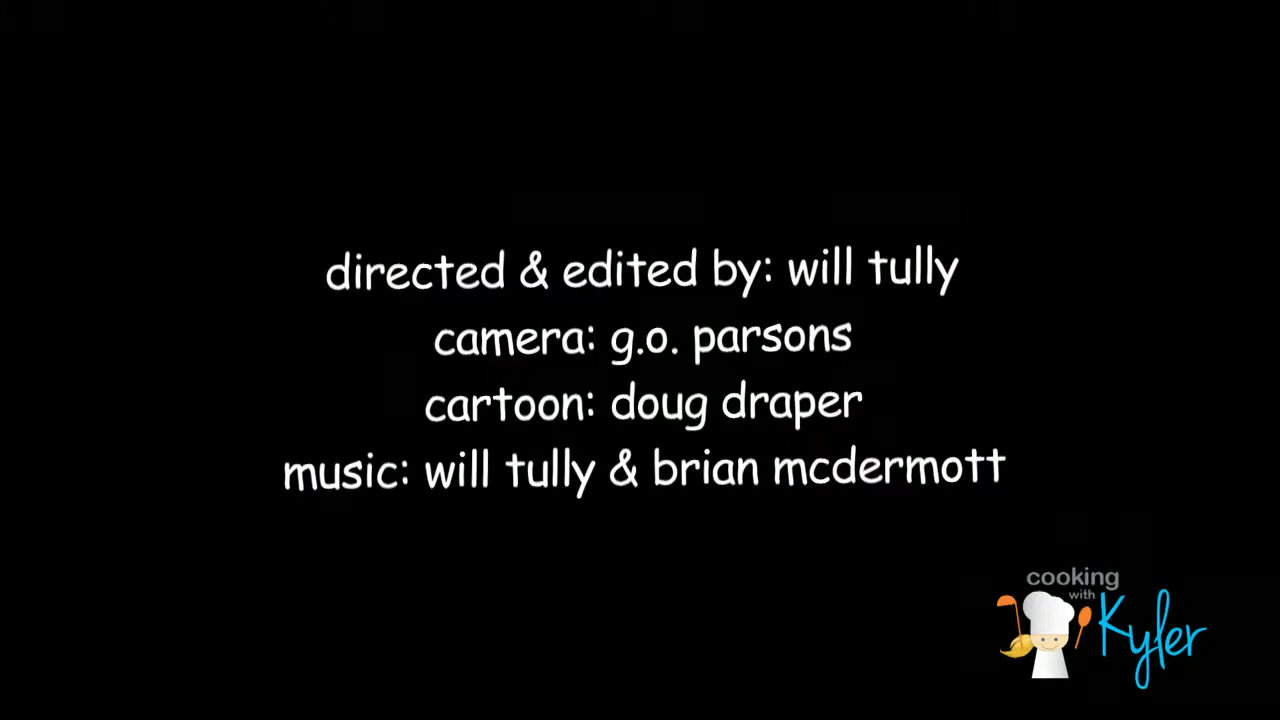 directed & edited by: will tully
camera: g.o. parsons
cartoon: doug draper
music: will tully & brian mcdermott
cooking
with
Kyler